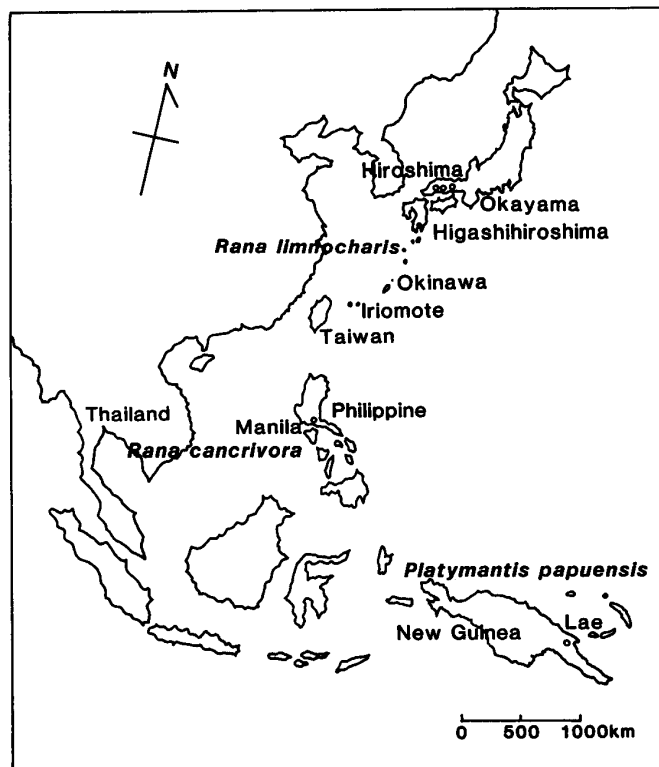 N
Hiroshima
Okayama
Higashihiroshima
Rana limnocharis
Okinawa
Iriomote
Taiwan
Thailand
Manila
Philippine
Rana cancrivora
Platymantis papuensis
New Guinea
Lae
0 500 1000km